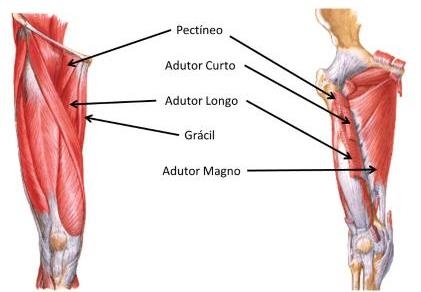 Pectíneo
Adutor Curto
Adutor Longo
Grácil
Adutor Magno